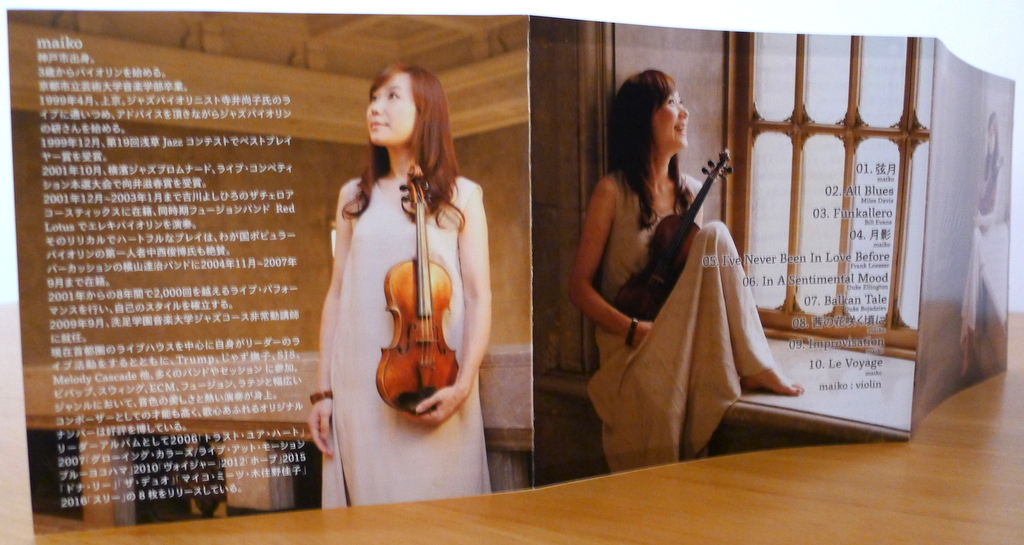 maiko
神戸市出身。
3歳からバイオリンを始める。
京都市立芸術大学音楽学部卒業。
1999年4月、上京。ジャズバイオリニスト寺井尚子氏のラ
イブに通いつめ、アドバイスを頂きながらジャズバイオリン
の研さんを始める。
1999年12月、第19回浅草 Jazz コンテストでベストプレイ
ヤー賞を受賞。
2001年10月、横濱ジャズプロムナード、ライブ・コンペティ
ション本選大会で向井滋春賞を受賞。
2001年12月~2003年1月まで吉川よしひろのザチェロア
コースティックスに在籍、同時期フュージョンバンド Red
Lotus でエレキバイオリンを演奏。
そのリリカルでハートフルなプレイは、わが国ポピュラー
バイオリンの第一人者中西俊博氏も絶賛。
パーカッションの横山達治バンドに2004年11月~2007年
9月まで在籍。
2001年からの8年間で2,000回を越えるライブ・パフォー
マンスを行い、自己のスタイルを確立する。
2009年9月、洗足学園音楽大学ジャズコース非常勤講師
に就任。
現在首都圏のライブハウスを中心に自身がリーダーのラ
イブ活動をするとともに、Trump、じゃず撫子、SJS、
Melody Cascade 他、多くのバンドやセッションに参加。
ビバップ、スウィング、ECM、フュージョン、ラテンと幅広い
ジャンルにおいて、音色の美しさと熱い演奏が身上。
コンポーザーとしての才能も高く、歌心あふれるオリジナル
ナンバーは好評を博している。
リーダーアルバムとして2006「トラスト・ユア・ハート」
2007「グローイング・カラーズ/ライブ・アット・モーション
ブルーヨコハマ」2010「ヴォイジャー」2012「ホープ」2015
「ドナ・リー」「ザ・デュオ」「マイコ・ミーツ・木住野佳子」
2016「スリー」の8枚をリリースしている。
01. 弦月
maiko
02. All Blues
Miles Davis
03. Funkallero
Bill Evans
04. 月影
maiko
05. I've Never Been In Love Before
Frank Loesser
06. In A Sentimental Mood
Duke Ellington
07. Balkan Tale
Duke Bojadziev
08. 茜の花咲く頃に
maiko
09. Improvisation
maiko
10. Le Voyage
maiko
maiko : violin